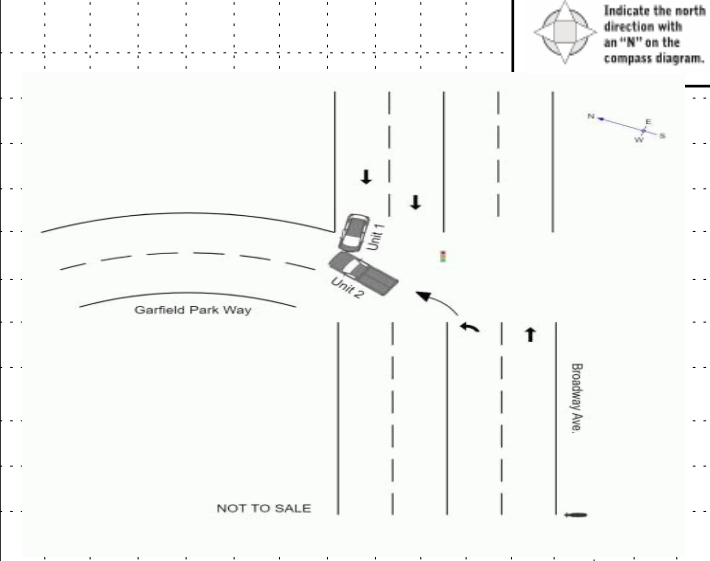 Indicate the north
direction with
an “N” on the
compass diagram.
N
E
W
S
Unit 1
Unit 2
Garfield Park Way
Broadway Ave.
NOT TO SALE